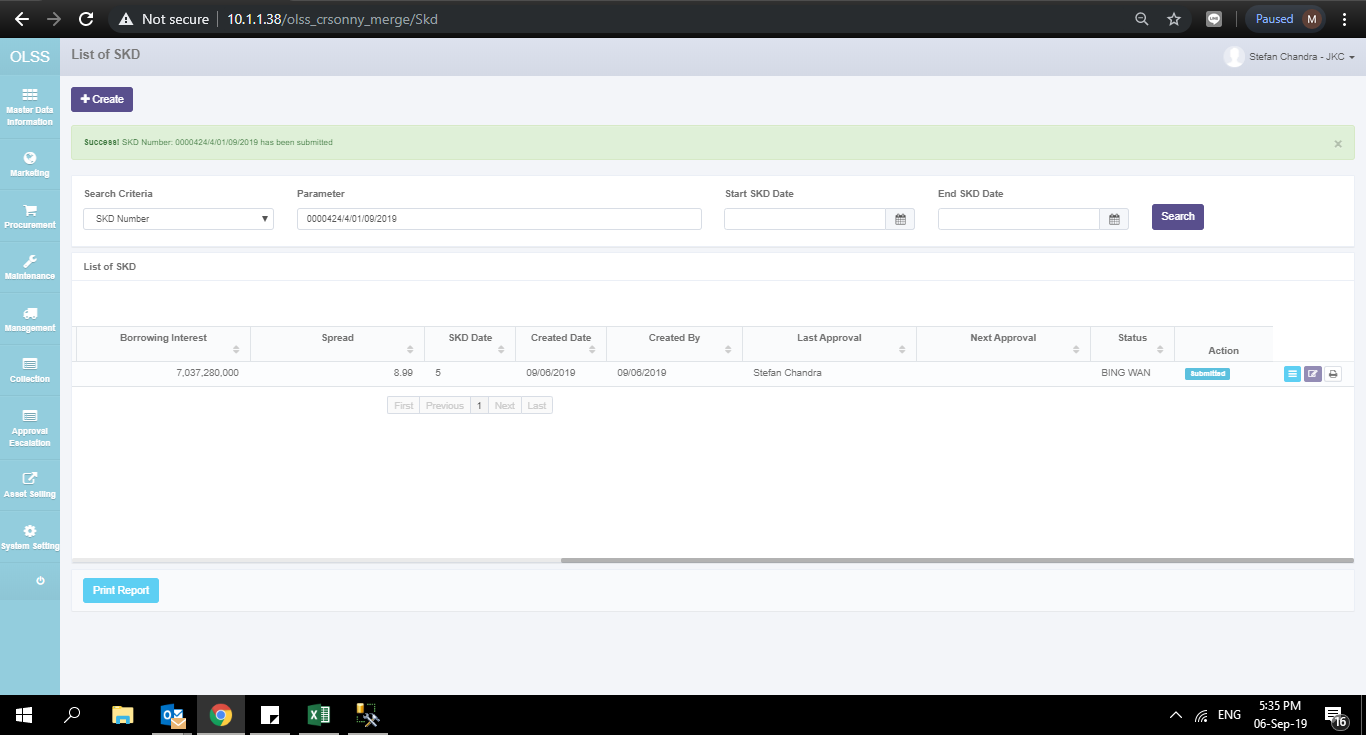 Not secure
10.1.1.38/olss_crsonny_merge/Skd
Paused
M
OLSS
List of SKD
Stefan Chandra - JKC
Master Data
Information
Marketing
Procurement
Maintenance
Management
Collection
Approval
Escalation
Asset Selling
System Setting
Create
Success! SKD Number: 0000424/4/01/09/2019 has been submitted
×
Search Criteria
Parameter
Start SKD Date
End SKD Date
SKD Number
0000424/4/01/09/2019
Search
List of SKD
Borrowing Interest
Spread
SKD Date
Created Date
Created By
Last Approval
Next Approval
Status
Action
7,037,280,000
8.99
5
09/06/2019
09/06/2019
Stefan Chandra
BING WAN
Submitted
First
Previous
1
Next
Last
Print Report
ENG
5:35 PM
06-Sep-19
16